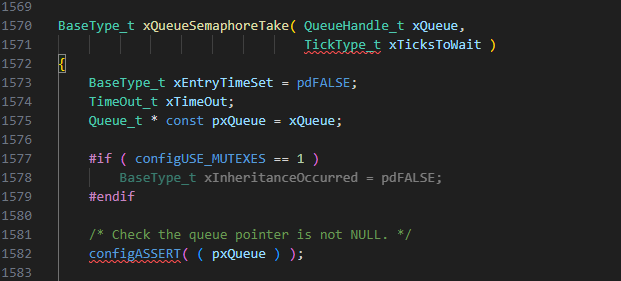 1569
1570 BaseType_t xQueueSemaphoreTake( QueueHandle_t xQueue,
1571                                 TickType_t xTicksToWait )
1572 {
1573     BaseType_t xEntryTimeSet = pdFALSE;
1574     TimeOut_t xTimeOut;
1575     Queue_t * const pxQueue = xQueue;
1576
1577     #if ( configUSE_MUTEXES == 1 )
1578         BaseType_t xInheritanceOccurred = pdFALSE;
1579     #endif
1580
1581     /* Check the queue pointer is not NULL. */
1582     configASSERT( ( pxQueue ) );
1583